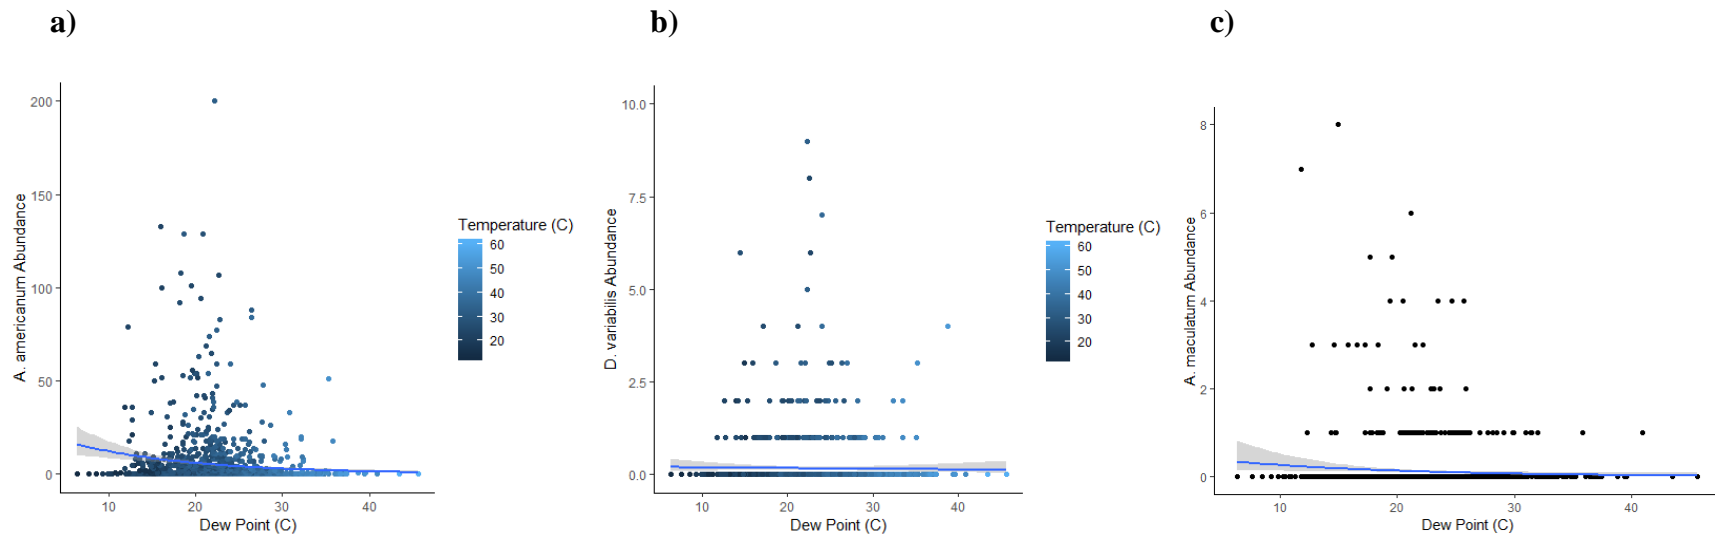 a)
b)
c)
A. americanum Abundance
200
150
100
50
0
10 20 30 40
Dew Point (C)
Temperature (C)
60
50
40
30
20
D. variabilis Abundance
10.0
7.5
5.0
2.5
0.0
10 20 30 40
Dew Point (C)
Temperature (C)
60
50
40
30
20
A. maculatum Abundance
8
6
4
2
0
10 20 30 40
Dew Point (C)